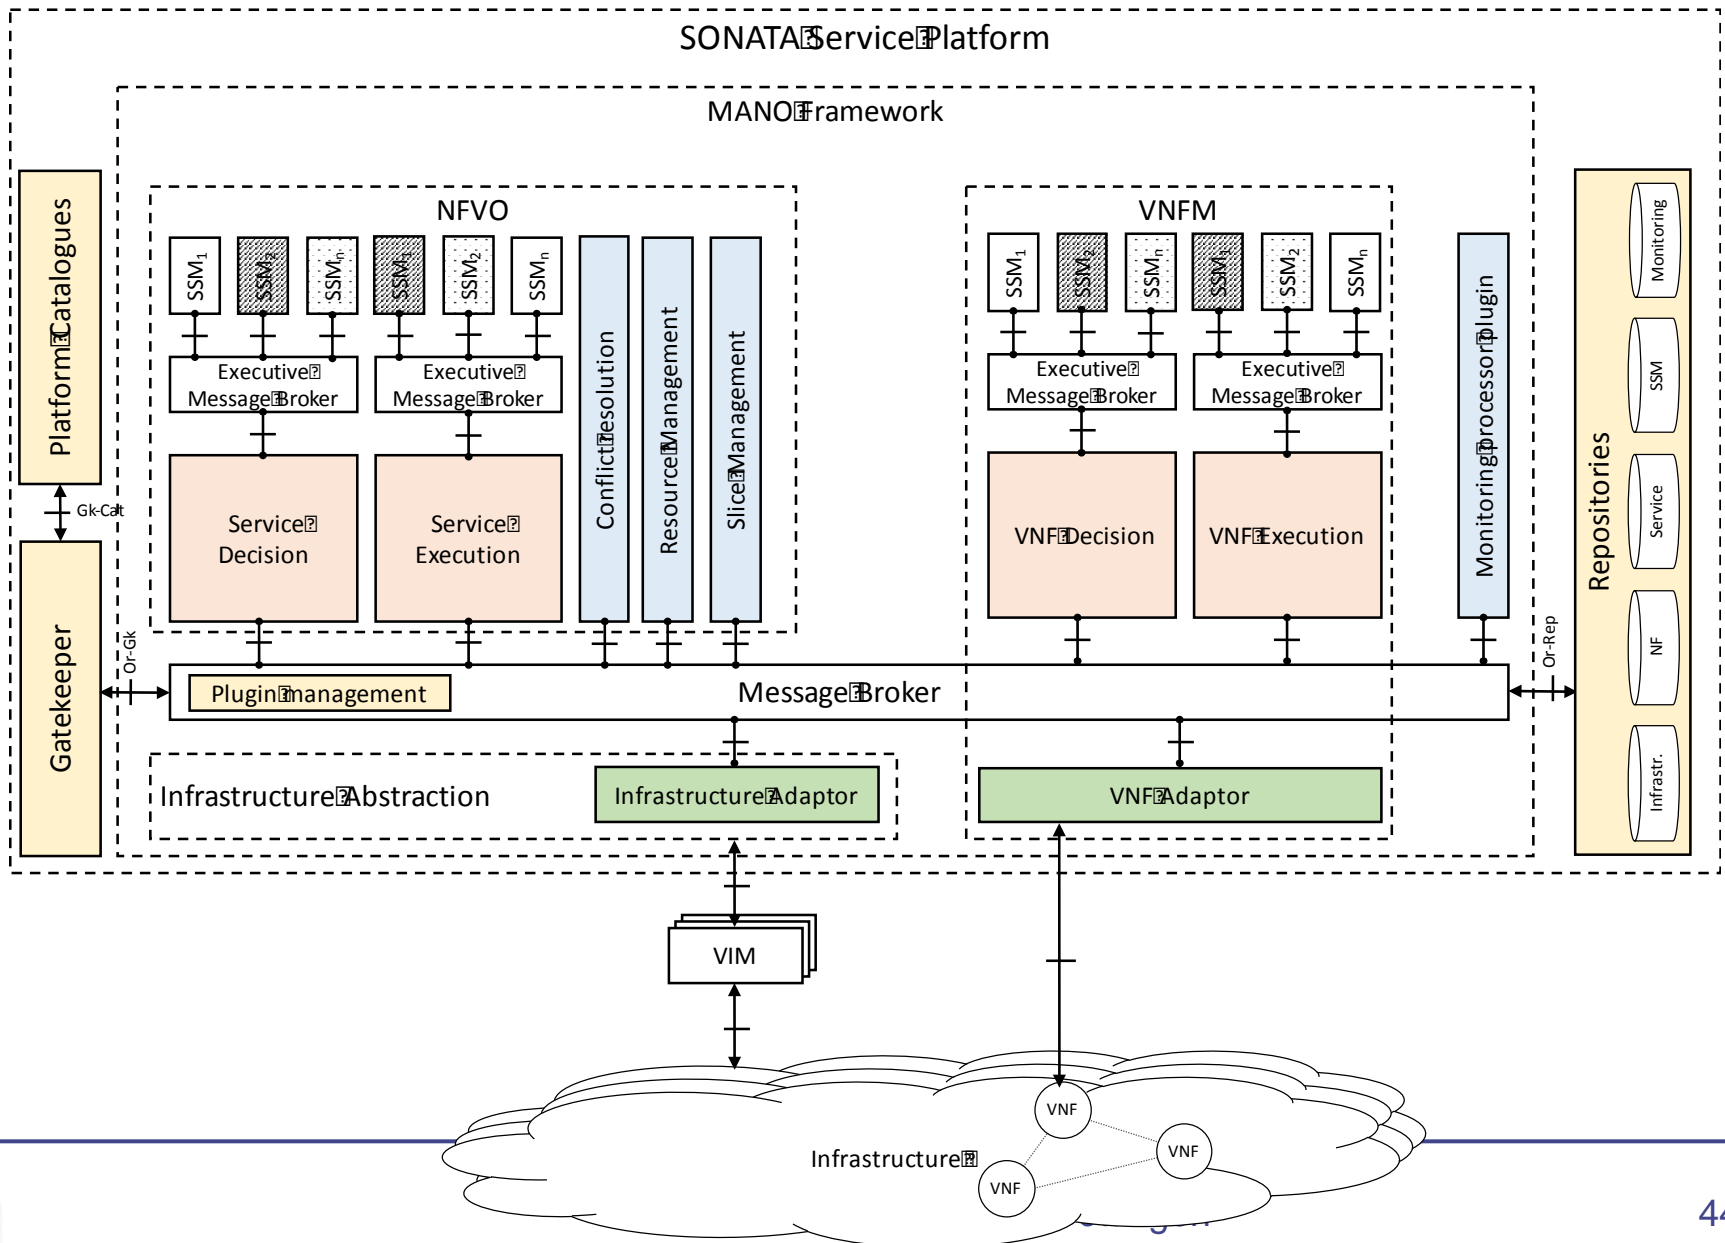 SONATA Service Platform
MANO Framework
Platform Catalogues
Gk-Cat
Gatekeeper
Or-Gk
NFVO
SSM1
SSM2
SSMn
SSM1
SSM2
SSMn
Executive
Message Broker
Executive
Message Broker
Service
Decision
Service
Execution
Conflict resolution
Resource Management
Slice Management
VNFM
SSM1
SSM2
SSMn
SSM1
SSM2
SSMn
Executive
Message Broker
Executive
Message Broker
VNF Decision
VNF Execution
Monitoring processor plugin
Or-Rep
Repositories
Monitoring
SSM
Service
NF
Infrastr.
Plugin management
Message Broker
Infrastructure Abstraction
Infrastructure Adaptor
VNF Adaptor
VIM
Infrastructure
VNF
VNF
VNF
44